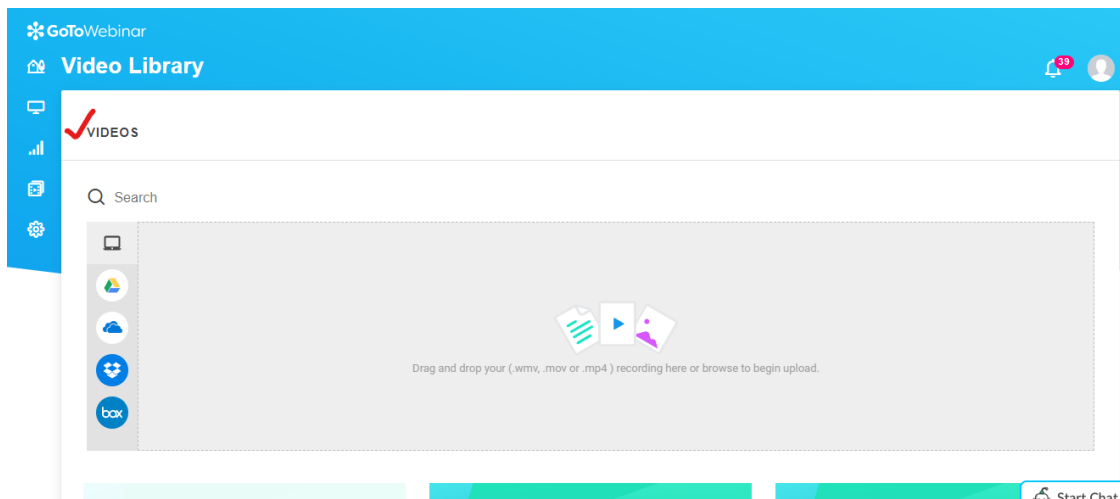 GoToWebinar
Video Library
39
VIDEOS
Search
box
Drag and drop your (.wmv, .mov or .mp4 ) recording here or browse to begin upload.
Start Chat